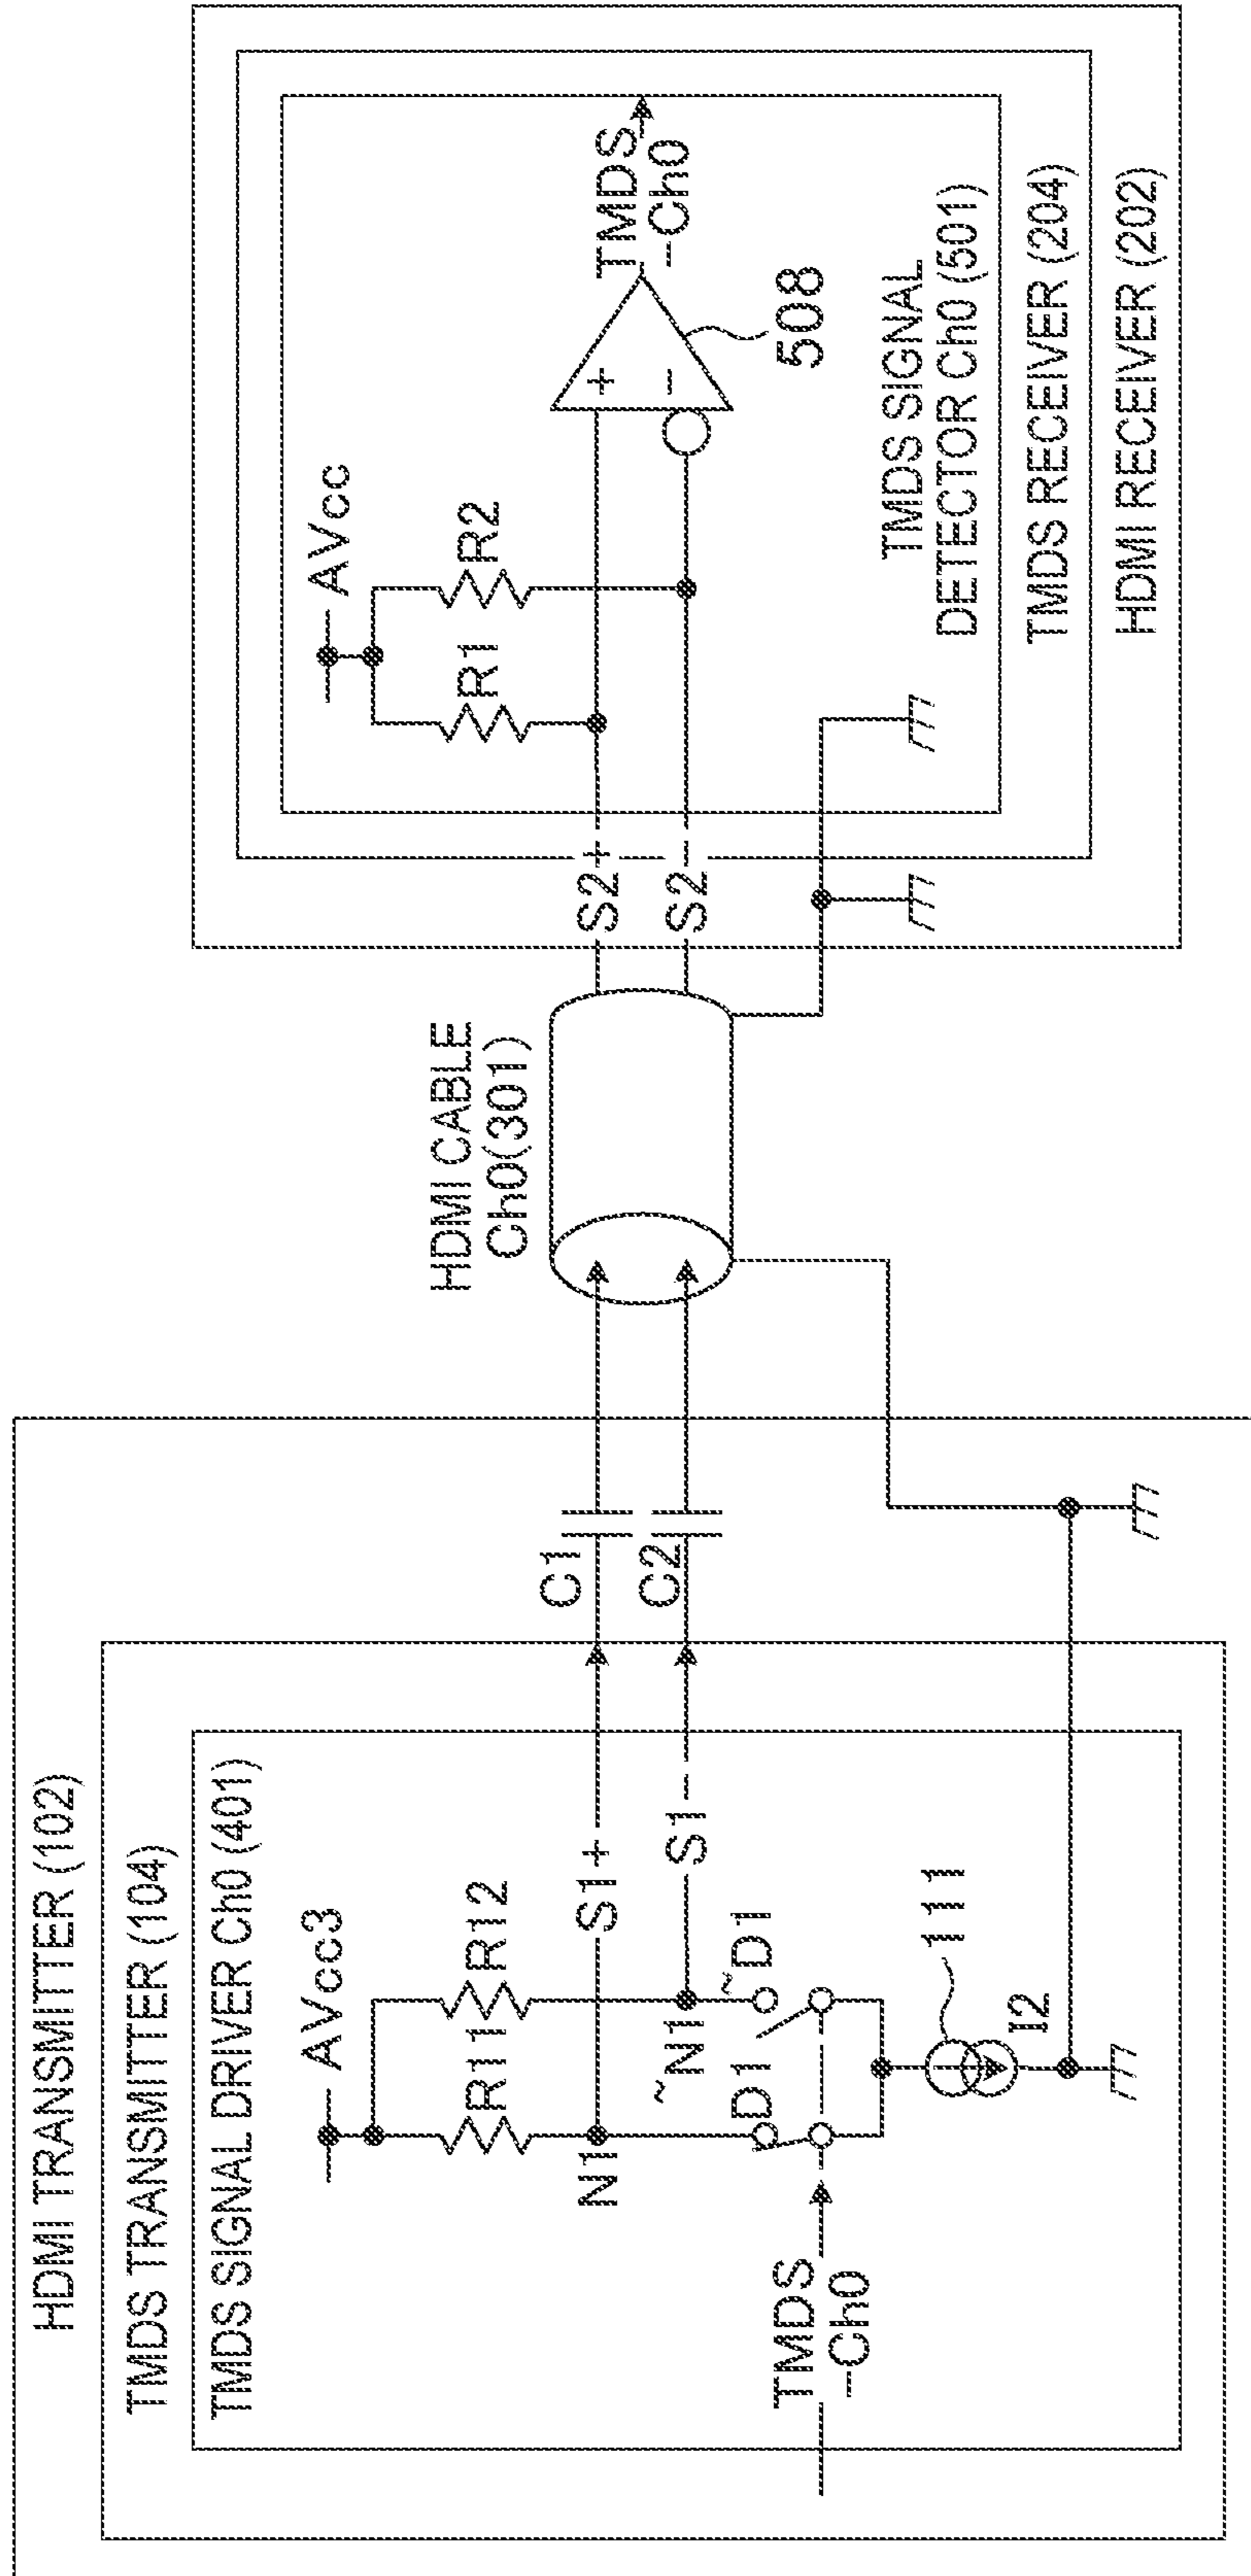 HDMI TRANSMITTER (102)
TMDS TRANSMITTER (104)
TMDS SIGNAL DRIVER Ch0 (401)
AVcc3
R11
R12
N1
S1+
~N1
S1-
D1
~D1
TMDS
-Ch0
111
I2
C1
C2
HDMI CABLE
Ch0(301)
S2+
S2-
AVcc
R1
R2
+
-
508
TMDS
-Ch0
TMDS SIGNAL
DETECTOR Ch0 (501)
TMDS RECEIVER (204)
HDMI RECEIVER (202)